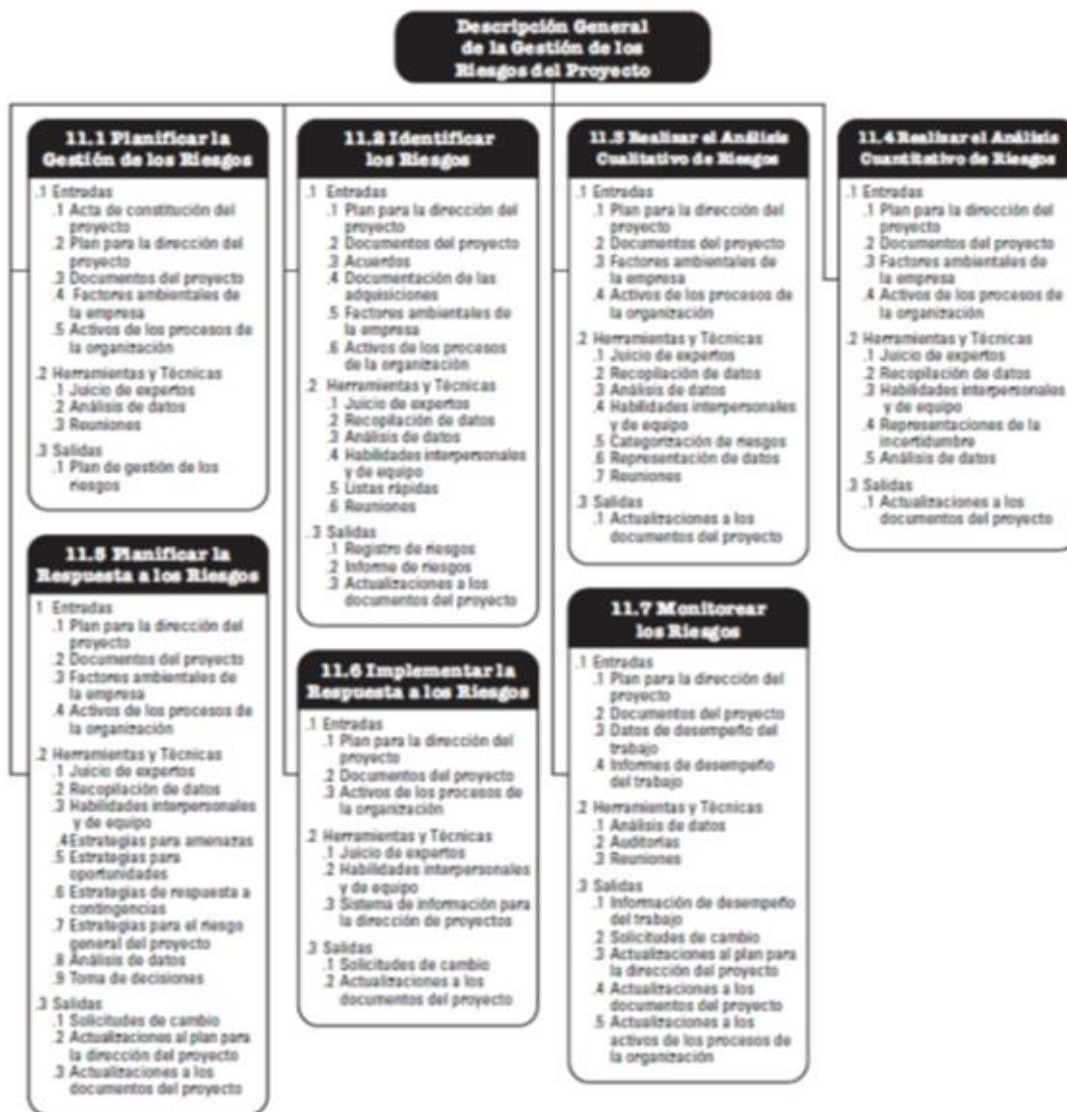 Descripción General
de la Gestión de los
Riesgos del Proyecto
11.1 Planificar la
Gestión de los Riesgos
.1 Entradas
.1 Acta de constitución del
proyecto
.2 Plan para la dirección del
proyecto
.3 Documentos del proyecto
.4 Factores ambientales de
la empresa
.5 Activos de los procesos de
la organización
.2 Herramientas y Técnicas
.1 Juicio de expertos
.2 Análisis de datos
.3 Reuniones
.3 Salidas
.1 Plan de gestión de los
riesgos
11.2 Identificar
los Riesgos
.1 Entradas
.1 Plan para la dirección del
proyecto
.2 Documentos del proyecto
.3 Acuerdos
.4 Documentación de las
adquisiciones
.5 Factores ambientales de
la empresa
.6 Activos de los procesos
de la organización
.2 Herramientas y Técnicas
.1 Juicio de expertos
.2 Recopilación de datos
.3 Análisis de datos
.4 Habilidades interpersonales
y de equipo
.5 Listas rápidas
.6 Reuniones
.3 Salidas
.1 Registro de riesgos
.2 Informe de riesgos
.3 Actualizaciones a los
documentos del proyecto
11.3 Realizar el Análisis
Cualitativo de Riesgos
.1 Entradas
.1 Plan para la dirección del
proyecto
.2 Documentos del proyecto
.3 Factores ambientales de
la empresa
.4 Activos de los procesos de
la organización
.2 Herramientas y Técnicas
.1 Juicio de expertos
.2 Recopilación de datos
.3 Análisis de datos
.4 Habilidades interpersonales
y de equipo
.5 Categorización de riesgos
.6 Representación de datos
.7 Reuniones
.3 Salidas
.1 Actualizaciones a los
documentos del proyecto
11.4 Realizar el Análisis
Cuantitativo de Riesgos
.1 Entradas
.1 Plan para la dirección del
proyecto
.2 Documentos del proyecto
.3 Factores ambientales de
la empresa
.4 Activos de los procesos de
la organización
.2 Herramientas y Técnicas
.1 Juicio de expertos
.2 Recopilación de datos
.3 Habilidades interpersonales
y de equipo
.4 Representaciones de la
incertidumbre
.5 Análisis de datos
.3 Salidas
.1 Actualizaciones a los
documentos del proyecto
11.5 Planificar la
Respuesta a los Riesgos
1 Entradas
.1 Plan para la dirección del
proyecto
.2 Documentos del proyecto
.3 Factores ambientales de
la empresa
.4 Activos de los procesos de
la organización
.2 Herramientas y Técnicas
.1 Juicio de expertos
.2 Recopilación de datos
.3 Habilidades interpersonales
y de equipo
.4 Estrategias para amenazas
.5 Estrategias para
oportunidades
.6 Estrategias de respuesta a
contingencias
.7 Estrategias para el riesgo
general del proyecto
.8 Análisis de datos
.9 Toma de decisiones
.3 Salidas
.1 Solicitudes de cambio
.2 Actualizaciones al plan para
la dirección del proyecto
.3 Actualizaciones a los
documentos del proyecto
11.6 Implementar la
Respuesta a los Riesgos
.1 Entradas
.1 Plan para la dirección del
proyecto
.2 Documentos del proyecto
.3 Activos de los procesos de
la organización
.2 Herramientas y Técnicas
.1 Juicio de expertos
.2 Habilidades interpersonales
y de equipo
.3 Sistema de información para
la dirección de proyectos
.3 Salidas
.1 Solicitudes de cambio
.2 Actualizaciones a los
documentos del proyecto
11.7 Monitorear
los Riesgos
.1 Entradas
.1 Plan para la dirección del
proyecto
.2 Documentos del proyecto
.3 Datos de desempeño del
trabajo
.4 Informes de desempeño
del trabajo
.2 Herramientas y Técnicas
.1 Análisis de datos
.2 Auditorías
.3 Reuniones
.3 Salidas
.1 Información de desempeño
del trabajo
.2 Solicitudes de cambio
.3 Actualizaciones al plan para
la dirección del proyecto
.4 Actualizaciones a los
documentos del proyecto
.5 Actualizaciones a los
activos de los procesos de
la organización